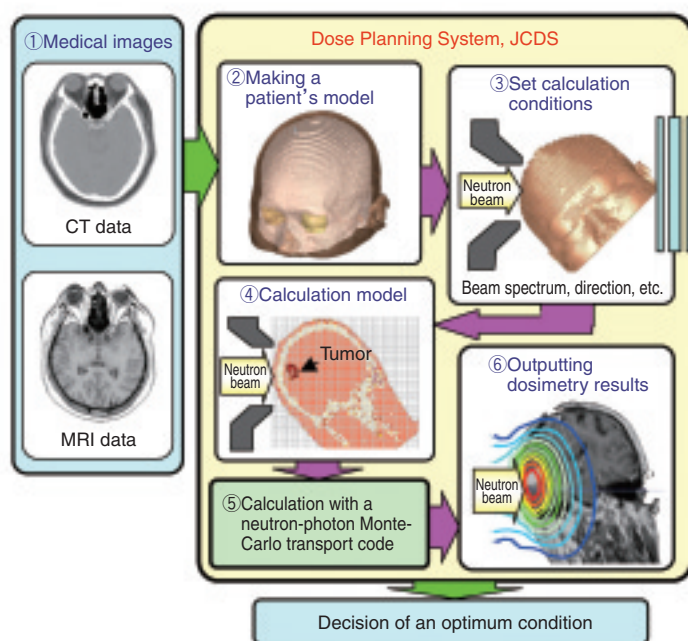 ①Medical images
CT data
MRI data
Dose Planning System, JCDS
②Making a
patient's model
③Set calculation
conditions
Neutron
beam
Beam spectrum, direction, etc.
④Calculation model
Neutron
beam
Tumor
⑤Calculation with a
neutron-photon Monte-
Carlo transport code
⑥Outputting
dosimetry results
Neutron
beam
Decision of an optimum condition